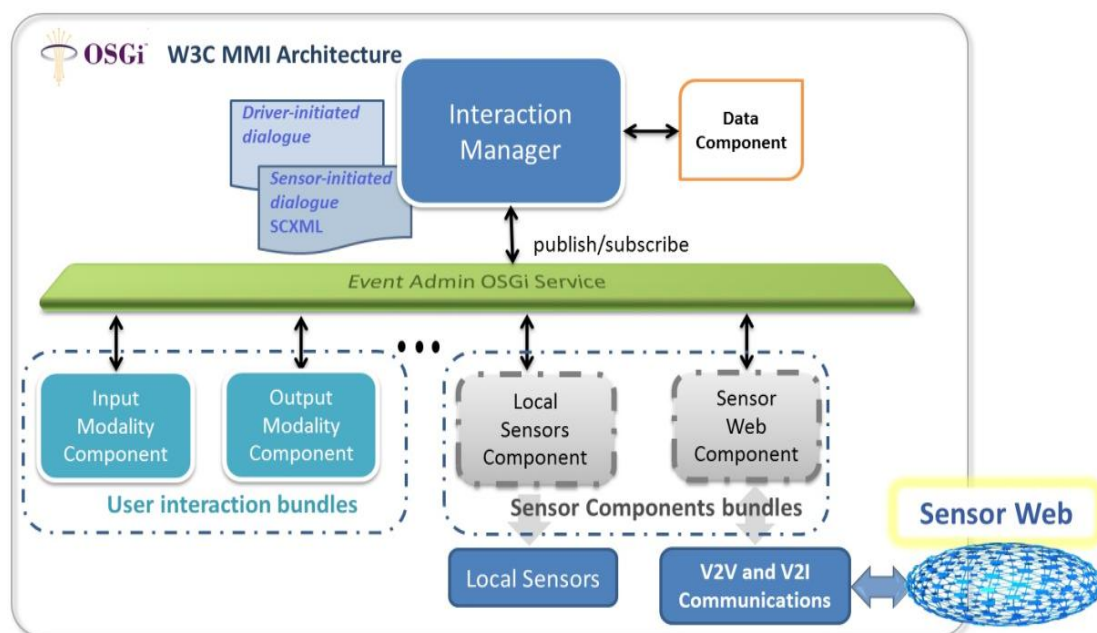 OSGi™ W3C MMI Architecture
Driver-initiated
dialogue
Sensor-initiated
dialogue
SCXML
Interaction
Manager
Data
Component
publish/subscribe
Event Admin OSGi Service
Input
Modality
Component
Output
Modality
Component
User interaction bundles
Local
Sensors
Component
Sensor
Web
Component
Sensor Components bundles
Local Sensors
V2V and V2I
Communications
Sensor Web